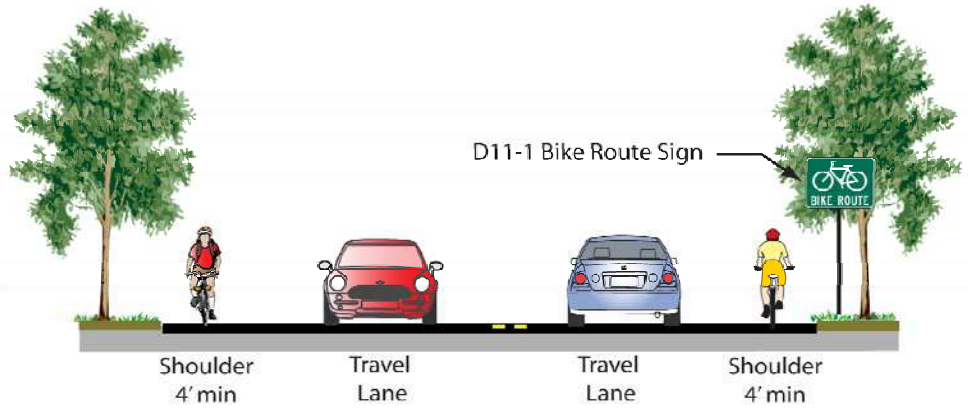 D11-1 Bike Route Sign
BIKE ROUTE
Shoulder
4' min
Travel
Lane
Travel
Lane
Shoulder
4' min